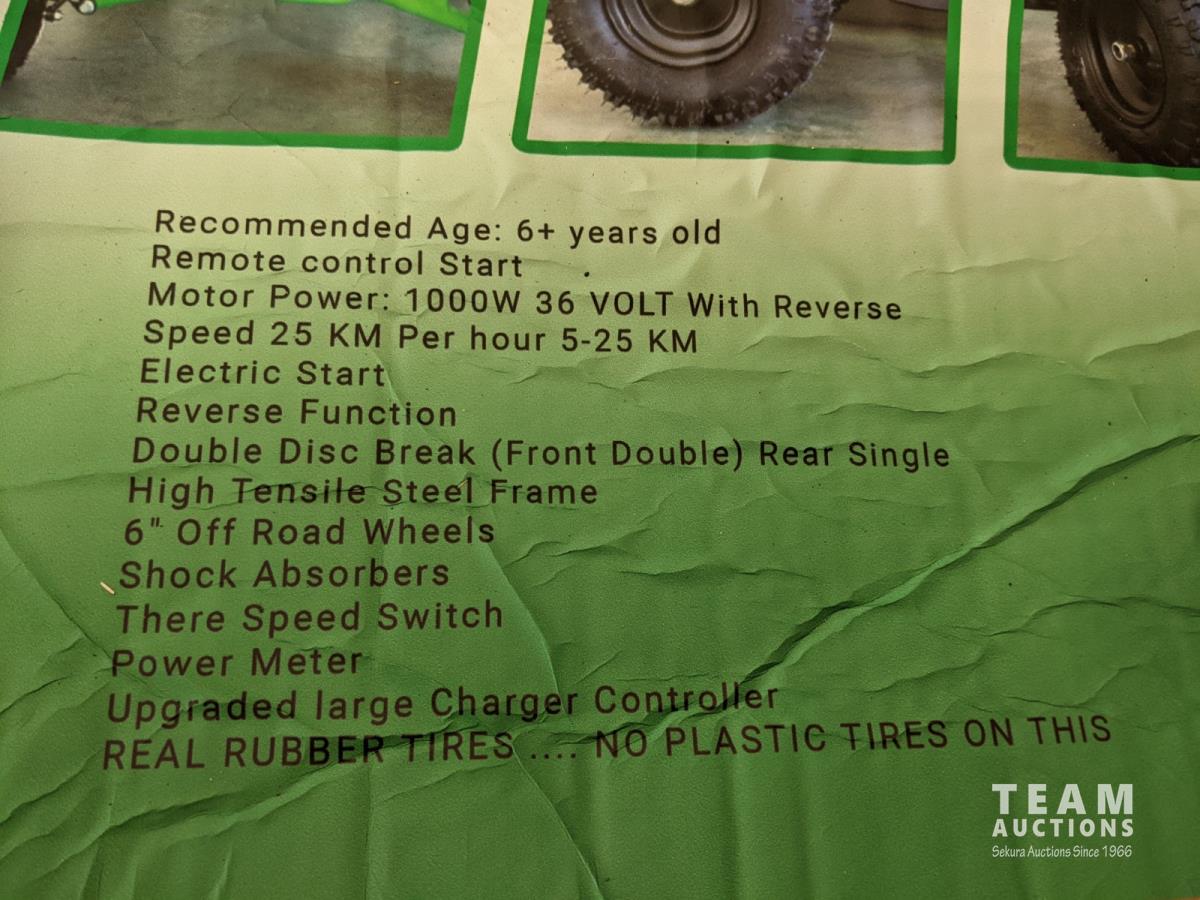 Recommended Age: 6+ years old
Remote control Start
Motor Power: 1000W 36 VOLT With Reverse
Speed 25 KM Per hour 5-25 KM
Electric Start
Reverse Function
Double Disc Break (Front Double) Rear Single
High Tensile Steel Frame
6" Off Road Wheels
Shock Absorbers
There Speed Switch
Power Meter
Upgraded large Charger Controller
REAL RUBBER TIRES .... NO PLASTIC TIRES ON THIS
TEAM
AUCTIONS
Sekura Auctions Since 1966